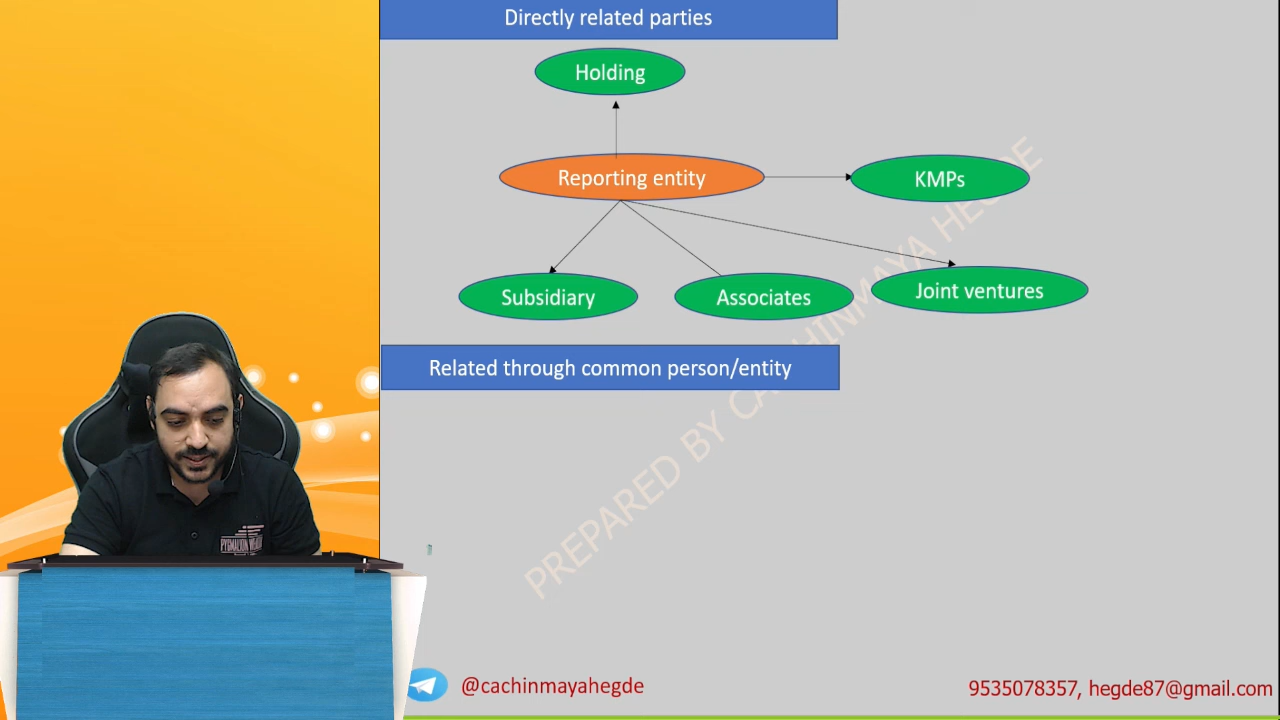 Directly related parties
Holding
Reporting entity
KMPs
Subsidiary
Associates
Joint ventures
Related through common person/entity
PREPARED BY CA CHINMAYA HEGDE
@cachinmayahegde
9535078357, hegde87@gmail.com